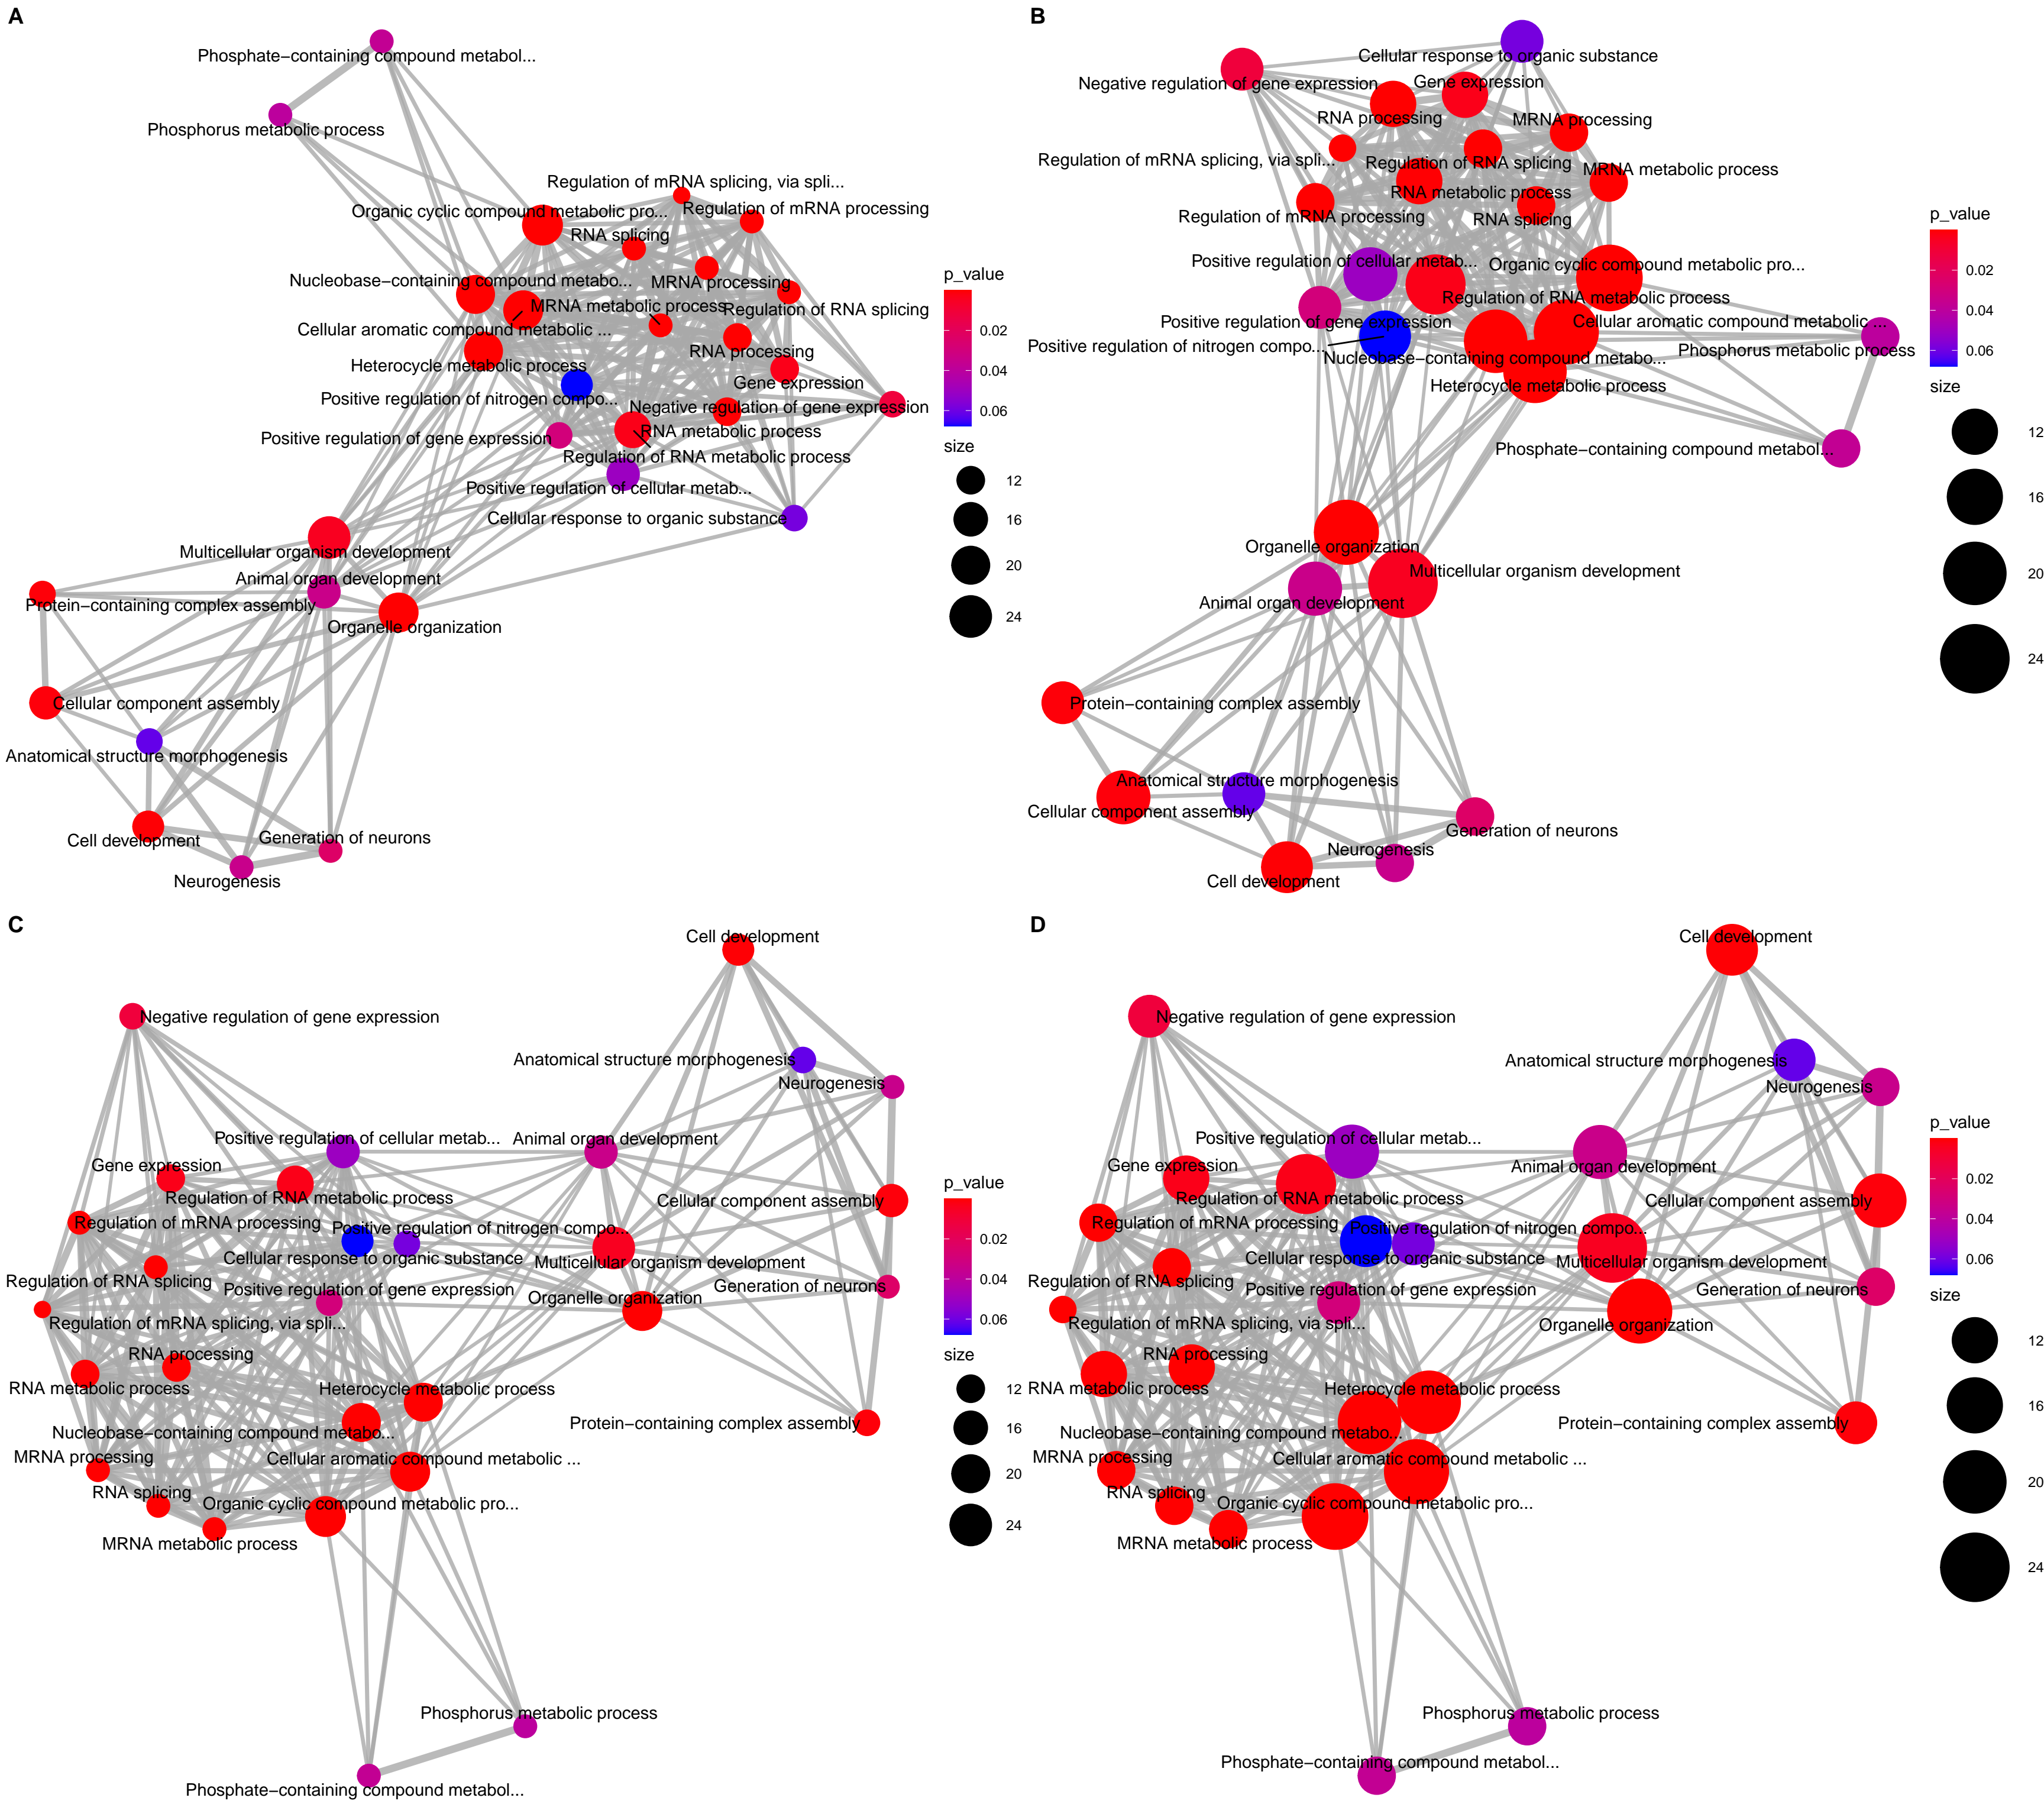 A
Phosphate−containing compound metabol...
Phosphorus metabolic process
Regulation of mRNA splicing, via spli...
Organic cyclic compound metabolic pro...
Regulation of mRNA processing
RNA splicing
Nucleobase−containing compound metabo...
MRNA processing
MRNA metabolic process
Regulation of RNA splicing
Cellular aromatic compound metabolic ...
RNA processing
Heterocycle metabolic process
Gene expression
Positive regulation of nitrogen compo...
Negative regulation of gene expression
Positive regulation of gene expression
RNA metabolic process
Regulation of RNA metabolic process
Positive regulation of cellular metab...
Cellular response to organic substance
Multicellular organism development
Animal organ development
Protein−containing complex assembly
Organelle organization
Cellular component assembly
Anatomical structure morphogenesis
Cell development
Generation of neurons
Neurogenesis
p_value
0.02
0.04
0.06
size
12
16
20
24
B
Cellular response to organic substance
Negative regulation of gene expression
Gene expression
RNA processing
MRNA processing
Regulation of mRNA splicing, via spli...
Regulation of RNA splicing
MRNA metabolic process
RNA metabolic process
Regulation of mRNA processing
RNA splicing
Positive regulation of cellular metab...
Organic cyclic compound metabolic pro...
Regulation of RNA metabolic process
Positive regulation of gene expression
Cellular aromatic compound metabolic ...
Positive regulation of nitrogen compo...
Phosphorus metabolic process
Nucleobase−containing compound metabo...
Heterocycle metabolic process
Phosphate−containing compound metabol...
Organelle organization
Multicellular organism development
Animal organ development
Protein−containing complex assembly
Anatomical structure morphogenesis
Cellular component assembly
Generation of neurons
Neurogenesis
Cell development
p_value
0.02
0.04
0.06
size
12
16
20
24
C
Cell development
Negative regulation of gene expression
Anatomical structure morphogenesis
Neurogenesis
Positive regulation of cellular metab...
Animal organ development
Gene expression
Regulation of RNA metabolic process
Cellular component assembly
Regulation of mRNA processing
Positive regulation of nitrogen compo...
Cellular response to organic substance
Multicellular organism development
Regulation of RNA splicing
Positive regulation of gene expression
Generation of neurons
Organelle organization
Regulation of mRNA splicing, via spli...
RNA processing
RNA metabolic process
Heterocycle metabolic process
Protein−containing complex assembly
Nucleobase−containing compound metabo...
MRNA processing
Cellular aromatic compound metabolic ...
RNA splicing
Organic cyclic compound metabolic pro...
MRNA metabolic process
Phosphorus metabolic process
Phosphate−containing compound metabol...
p_value
0.02
0.04
0.06
size
12
16
20
24
D
Cell development
Negative regulation of gene expression
Anatomical structure morphogenesis
Neurogenesis
Positive regulation of cellular metab...
Gene expression
Animal organ development
Regulation of RNA metabolic process
Cellular component assembly
Regulation of mRNA processing
Positive regulation of nitrogen compo...
Cellular response to organic substance
Multicellular organism development
Regulation of RNA splicing
Positive regulation of gene expression
Generation of neurons
Regulation of mRNA splicing, via spli...
Organelle organization
RNA processing
RNA metabolic process
Heterocycle metabolic process
Protein−containing complex assembly
Nucleobase−containing compound metabo...
MRNA processing
Cellular aromatic compound metabolic ...
RNA splicing
Organic cyclic compound metabolic pro...
MRNA metabolic process
Phosphorus metabolic process
Phosphate−containing compound metabol...
p_value
0.02
0.04
0.06
size
12
16
20
24